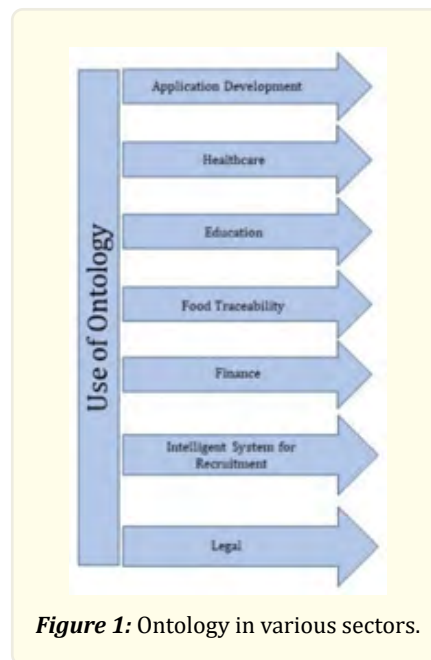 Use of Ontology
Application Development
Healthcare
Education
Food Traceability
Finance
Intelligent System for
Recruitment
Legal
Figure 1: Ontology in various sectors.